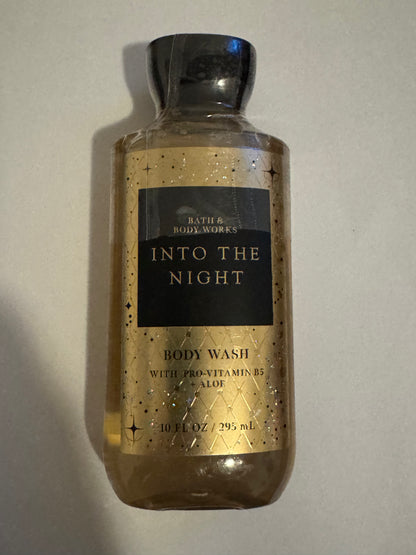 BATH &
BODY WORKS
INTO THE
NIGHT
BODY WASH
WITH PRO-VITAMIN B5
+ ALOE
10 FL OZ / 295 mL